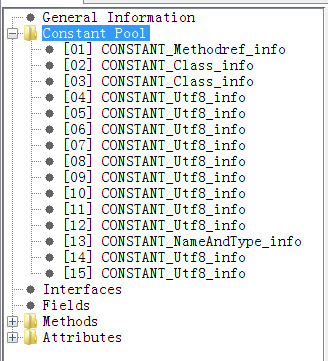 General Information
Constant Pool
[01] CONSTANT_Methodref_info
[02] CONSTANT_Class_info
[03] CONSTANT_Class_info
[04] CONSTANT_Utf8_info
[05] CONSTANT_Utf8_info
[06] CONSTANT_Utf8_info
[07] CONSTANT_Utf8_info
[08] CONSTANT_Utf8_info
[09] CONSTANT_Utf8_info
[10] CONSTANT_Utf8_info
[11] CONSTANT_Utf8_info
[12] CONSTANT_Utf8_info
[13] CONSTANT_NameAndType_info
[14] CONSTANT_Utf8_info
[15] CONSTANT_Utf8_info
Interfaces
Fields
Methods
Attributes